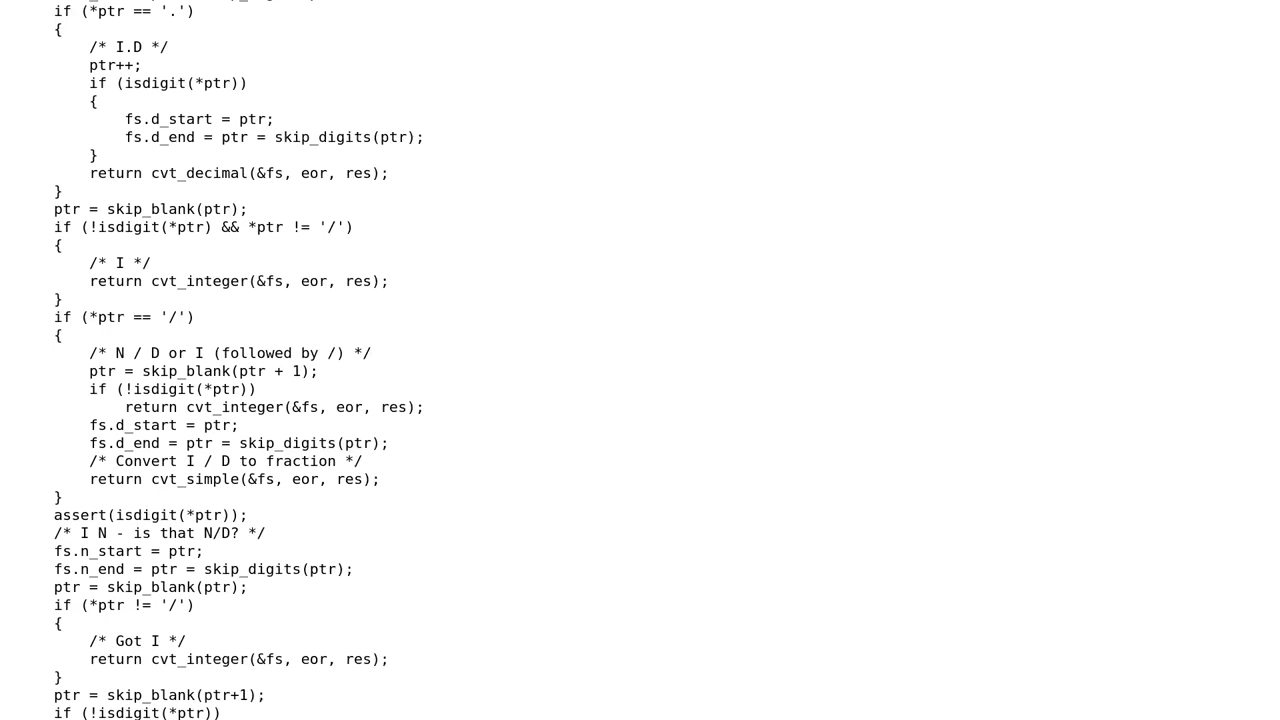 if (*ptr == '.')
{
/* I.D */
ptr++;
if (isdigit(*ptr))
{
fs.d_start = ptr;
fs.d_end = ptr = skip_digits(ptr);
}
return cvt_decimal(&fs, eor, res);
}
ptr = skip_blank(ptr);
if (!isdigit(*ptr) && *ptr != '/')
{
/* I */
return cvt_integer(&fs, eor, res);
}
if (*ptr == '/')
{
/* N / D or I (followed by /) */
ptr = skip_blank(ptr + 1);
if (!isdigit(*ptr))
return cvt_integer(&fs, eor, res);
fs.d_start = ptr;
fs.d_end = ptr = skip_digits(ptr);
/* Convert I / D to fraction */
return cvt_simple(&fs, eor, res);
}
assert(isdigit(*ptr));
/* I N - is that N/D? */
fs.n_start = ptr;
fs.n_end = ptr = skip_digits(ptr);
ptr = skip_blank(ptr);
if (*ptr != '/')
{
/* Got I */
return cvt_integer(&fs, eor, res);
}
ptr = skip_blank(ptr+1);
if (!isdigit(*ptr))